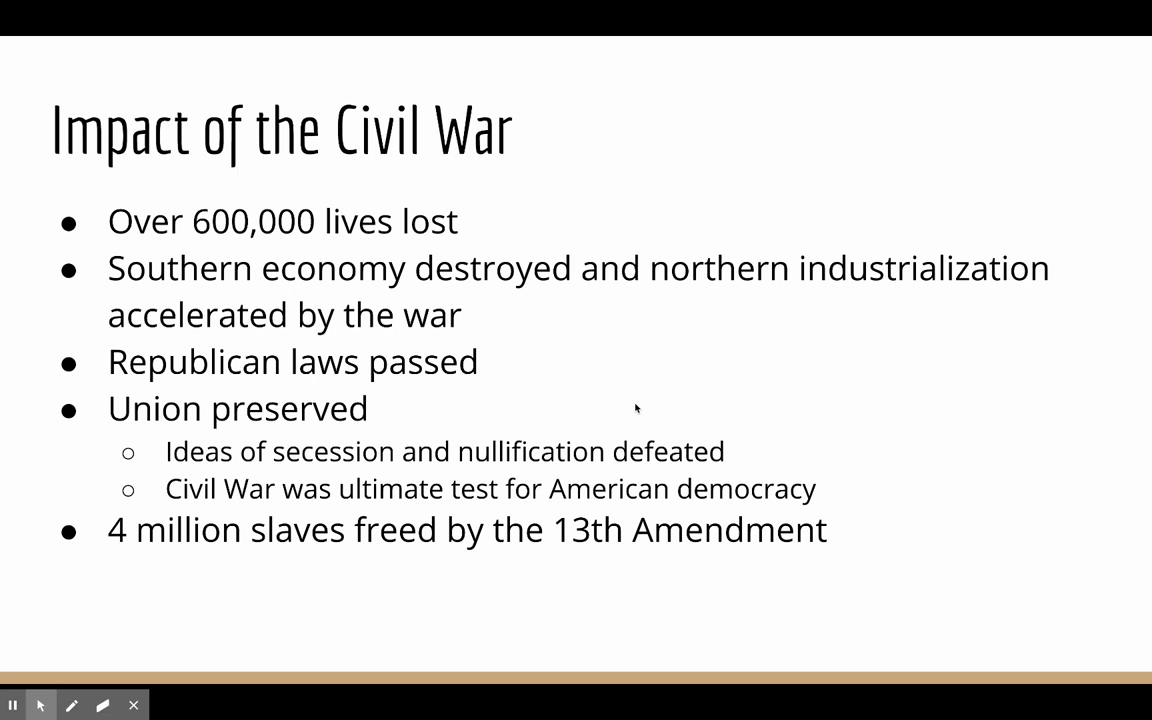 Impact of the Civil War
● Over 600,000 lives lost
● Southern economy destroyed and northern industrialization
accelerated by the war
● Republican laws passed
● Union preserved
○ Ideas of secession and nullification defeated
○ Civil War was ultimate test for American democracy
● 4 million slaves freed by the 13th Amendment